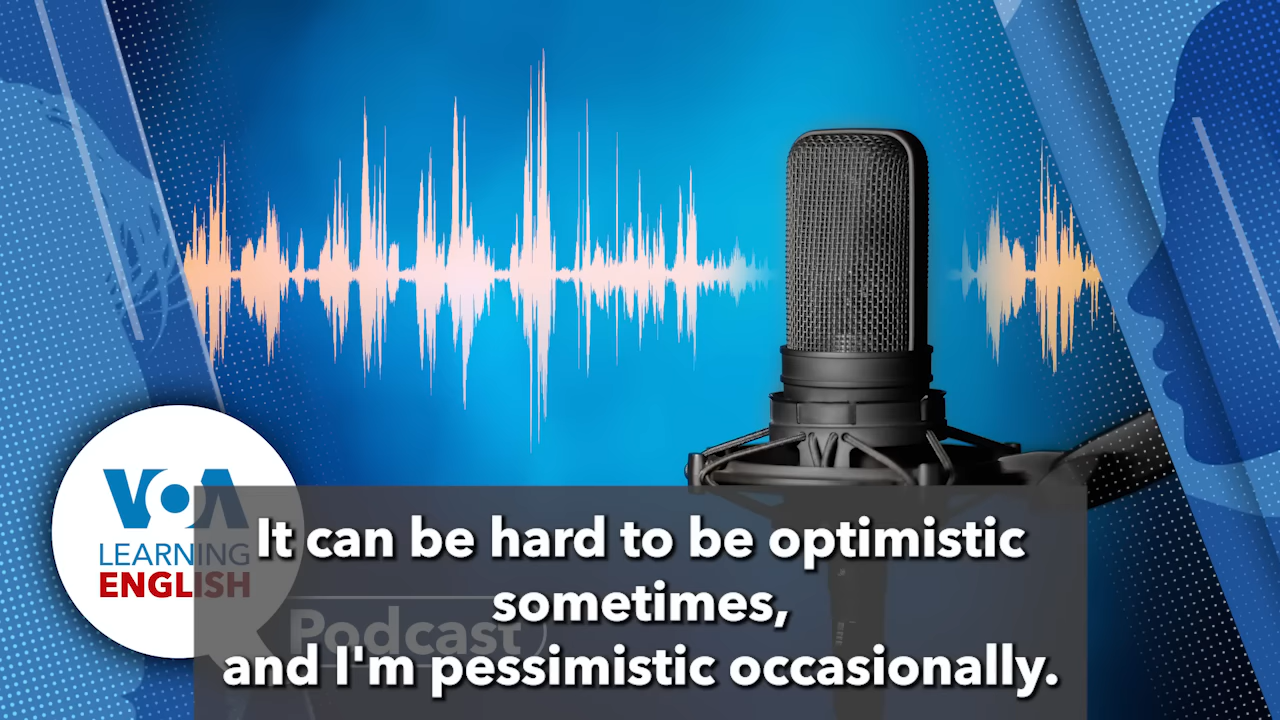 VOA
LEARNING
ENGLISH
Podcast
It can be hard to be optimistic
sometimes,
and I'm pessimistic occasionally.